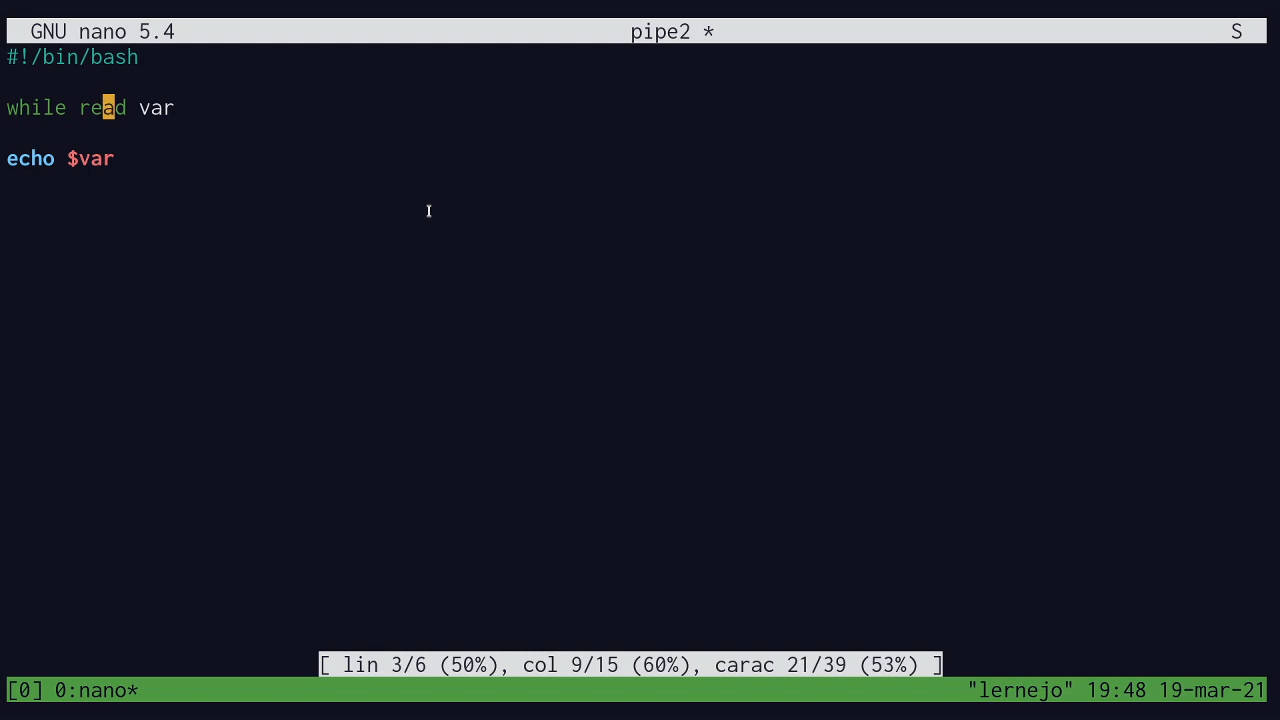 GNU nano 5.4 pipe2 * S
#!/bin/bash
while read var
echo $var
[ lin 3/6 (50%), col 9/15 (60%), carac 21/39 (53%) ]
[0] 0:nano* "lernejo" 19:48 19-mar-21